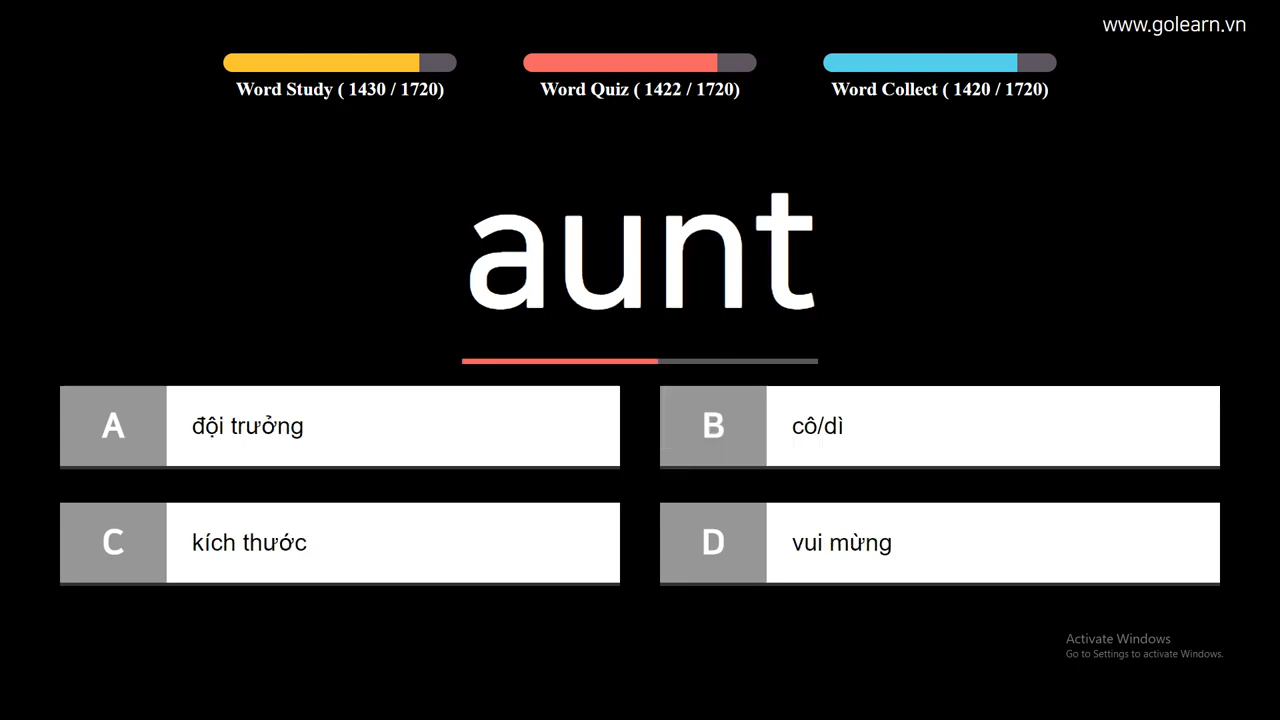 www.golearn.vn
Word Study ( 1430 / 1720)
Word Quiz ( 1422 / 1720)
Word Collect ( 1420 / 1720)
aunt
A đội trưởng
B cô/dì
C kích thước
D vui mừng
Activate Windows
Go to Settings to activate Windows.